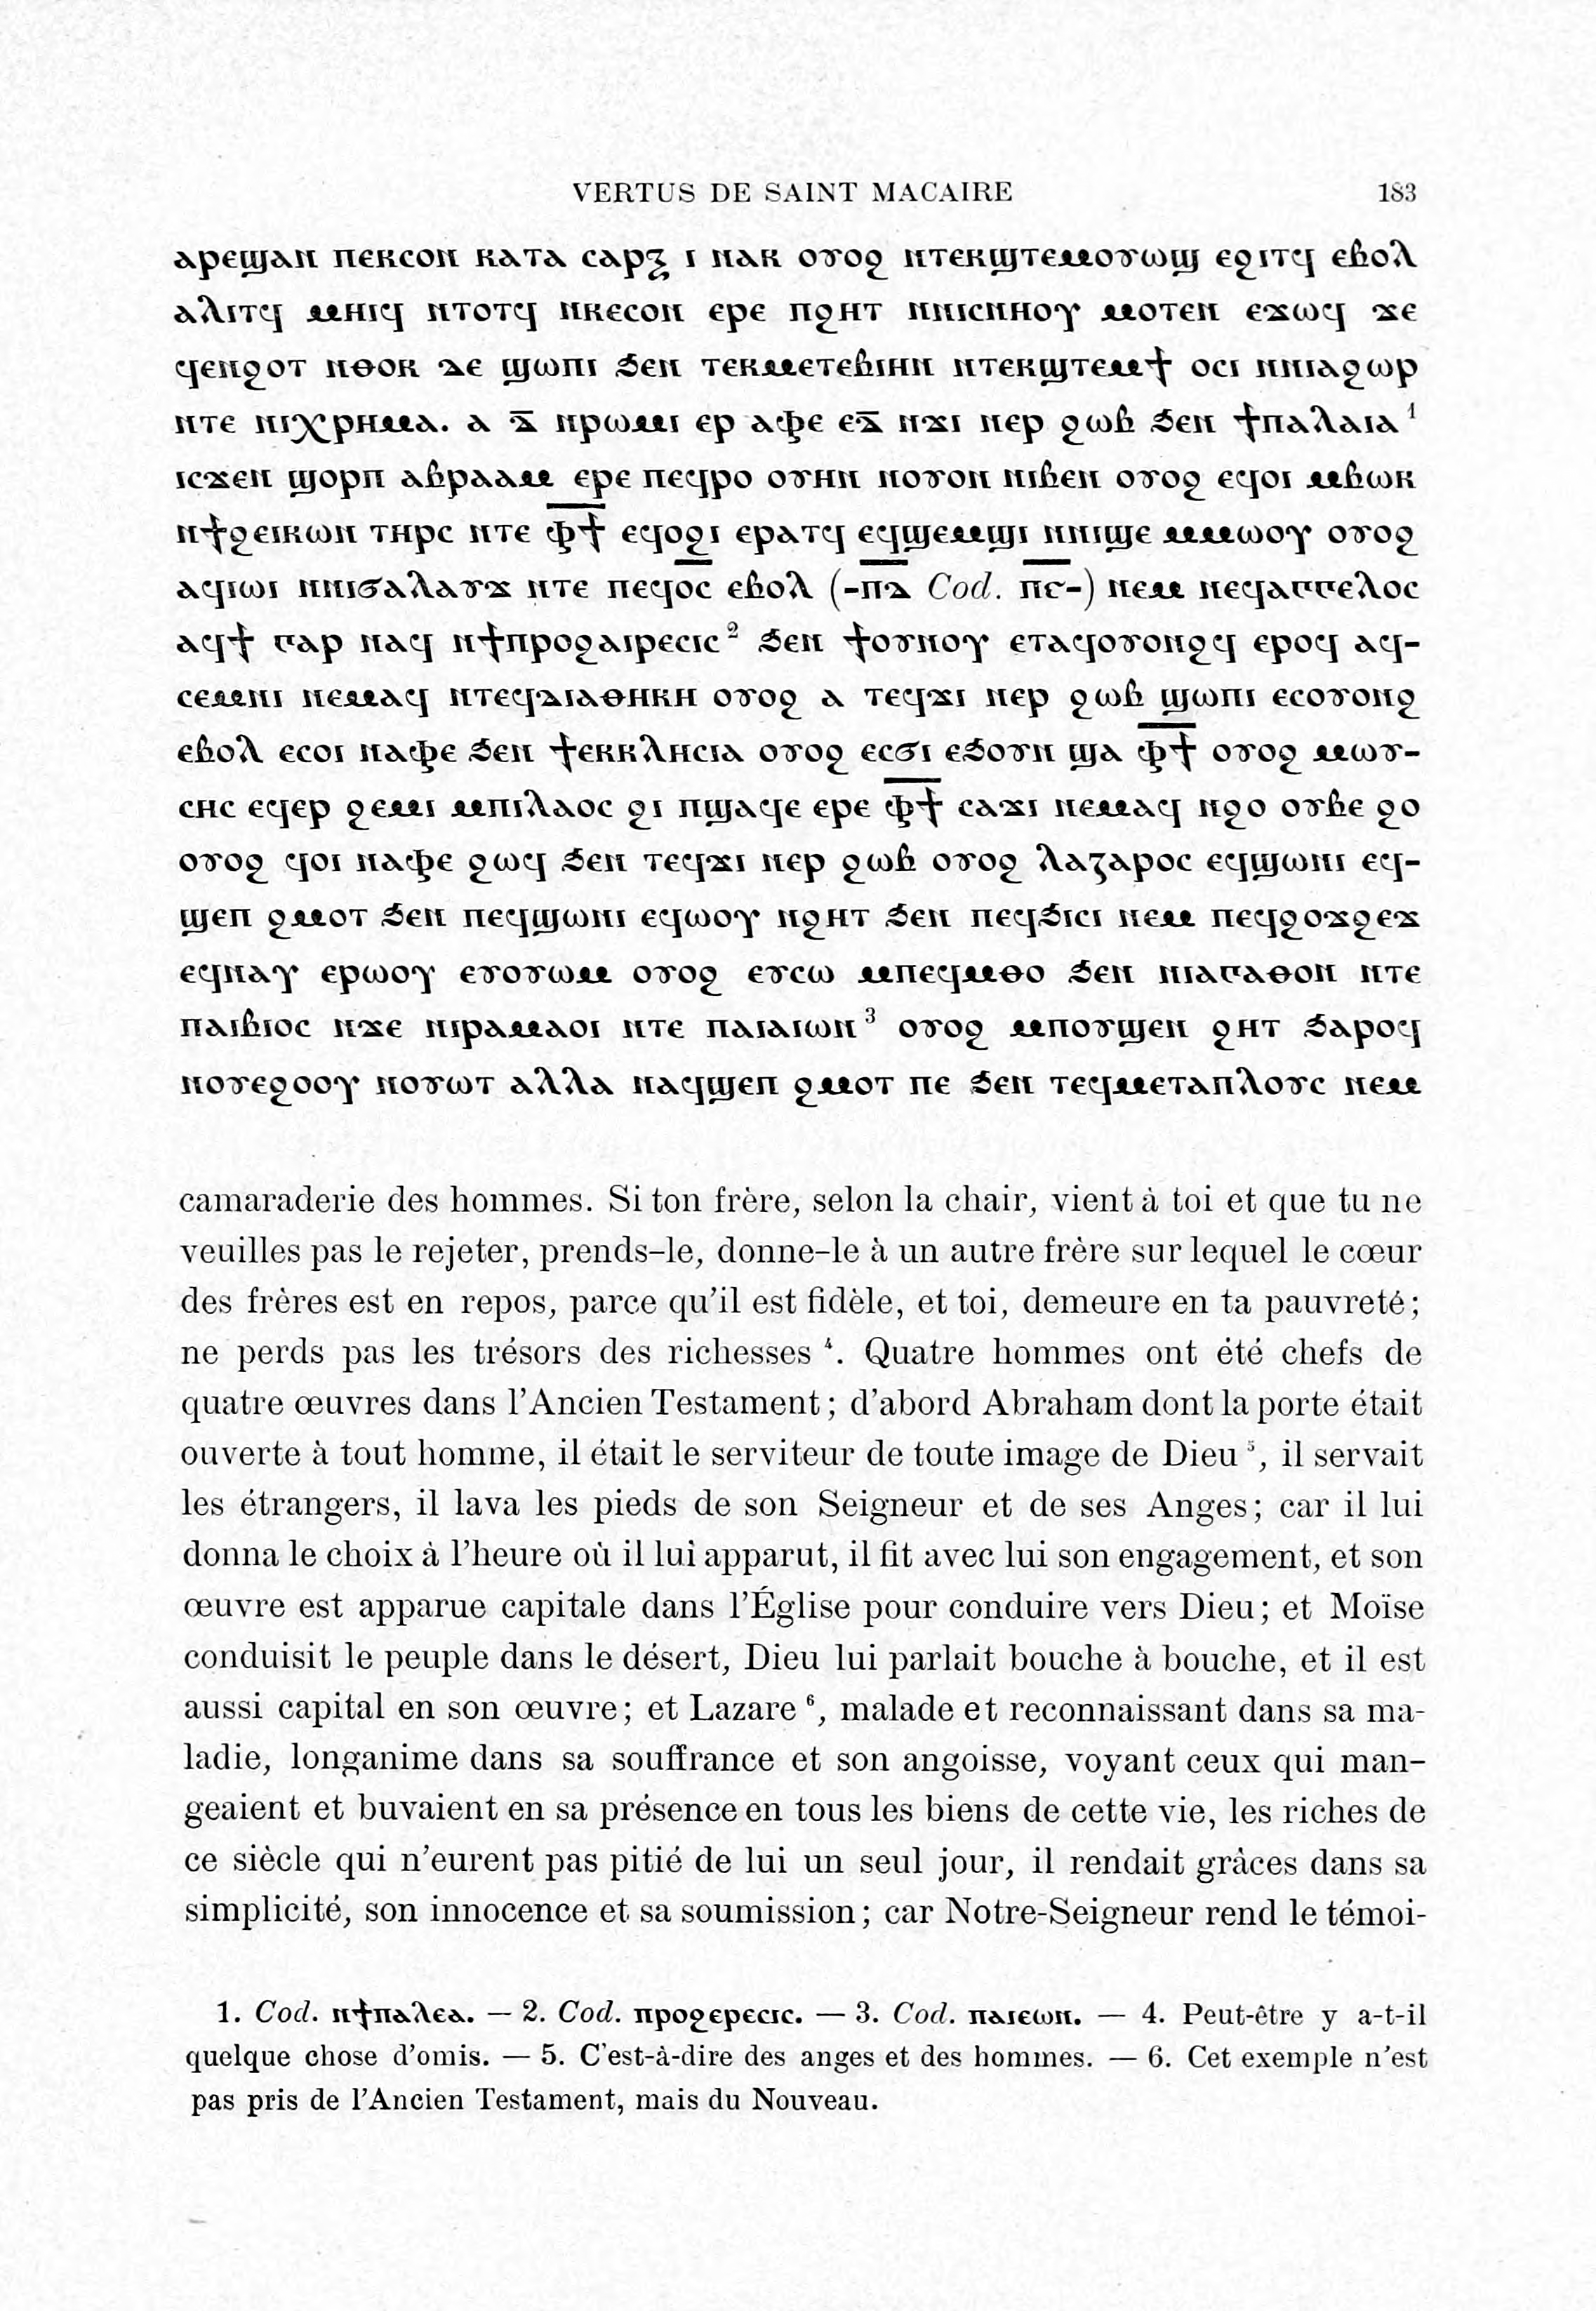 VERTUS DE SAINT MACAIRE 183
ⲁⲣⲉϣⲁⲛ ⲡⲉⲕⲥⲟⲛ ⲕⲁⲧⲁ ⲥⲁⲣⲝ ⲓ ⲛⲁⲕ ⲟⲩⲟϩ ⲛⲧⲉⲕϣⲧⲉⲙⲟⲩⲱϣ ⲉϩⲓⲧϥ ⲉⲃⲟⲗ
ⲁⲗⲓⲧϥ ⲙⲏⲓϥ ⲛⲧⲟⲧϥ ⲛⲕⲉⲥⲟⲛ ⲉⲣⲉ ⲡϩⲏⲧ ⲛⲛⲓⲥⲛⲏⲟⲩ ⲙⲟⲧⲉⲛ ⲉϫⲱϥ ϫⲉ
ϥⲉⲛϩⲟⲧ ⲛⲑⲟⲕ ⲇⲉ ϣⲱⲡⲓ ϧⲉⲛ ⲧⲉⲕⲙⲉⲧⲉⲃⲓⲏⲛ ⲛⲧⲉⲕϣⲧⲉⲙϯ ⲟⲥⲓ ⲛⲛⲓⲁϩⲱⲣ
ⲛⲧⲉ ⲛⲓⲭⲣⲏⲙⲁ. ⲁ ⲇ̅ ⲛⲣⲱⲙⲓ ⲉⲣ ⲁⲫⲉ ⲉⲇ̅ ⲛϫⲓ ⲛⲉⲣ ϩⲱⲃ ϧⲉⲛ ϯⲡⲁⲗⲁⲓⲁ ¹
ⲓⲥϫⲉⲛ ϣⲟⲣⲡ ⲁⲃⲣⲁⲁⲙ ⲉⲣⲉ ⲡⲉϥⲣⲟ ⲟⲩⲏⲛ ⲛⲟⲩⲟⲛ ⲛⲓⲃⲉⲛ ⲟⲩⲟϩ ⲉϥⲟⲓ ⲙⲃⲱⲕ
ⲛϯϩⲉⲓⲕⲱⲛ ⲧⲏⲣⲥ ⲛⲧⲉ ⲫ̅ϯ̅ ⲉϥⲟϩⲓ ⲉⲣⲁⲧϥ ⲉϥϣⲉⲙϣⲓ ⲛⲛⲓϣⲉ ⲙⲙⲱⲟⲩ ⲟⲩⲟϩ
ⲁϥⲓⲱⲓ ⲛⲛⲓϭⲁⲗⲁⲩϫ ⲛⲧⲉ ⲡⲉϥⲟ̅ⲥ̅ ⲉⲃⲟⲗ (-ⲡ̅ⲇ̅ Cod. ⲡ̅ⲉ̅-) ⲛⲉⲙ ⲛⲉϥⲁⲅⲅⲉⲗⲟⲥ
ⲁϥϯ ⲅⲁⲣ ⲛⲁϥ ⲛϯⲡⲣⲟϩⲁⲓⲣⲉⲥⲓⲥ ² ϧⲉⲛ ϯⲟⲩⲛⲟⲩ ⲉⲧⲁϥⲟⲩⲟⲛϩϥ ⲉⲣⲟϥ ⲁϥ-
ⲥⲉⲙⲛⲓ ⲛⲉⲙⲁϥ ⲛⲧⲉϥⲇⲓⲁⲑⲏⲕⲏ ⲟⲩⲟϩ ⲁ ⲧⲉϥϫⲓ ⲛⲉⲣ ϩⲱⲃ ϣⲱⲡⲓ ⲉⲥⲟⲩⲟⲛϩ
ⲉⲃⲟⲗ ⲉⲥⲟⲓ ⲛⲁⲫⲉ ϧⲉⲛ ϯⲉⲕⲕⲗⲏⲥⲓⲁ ⲟⲩⲟϩ ⲉⲥϭⲓ ⲉϧⲟⲩⲛ ϣⲁ ⲫ̅ϯ̅ ⲟⲩⲟϩ ⲙⲱⲩ-
ⲥⲏⲥ ⲉϥⲉⲣ ϩⲉⲙⲓ ⲙⲡⲓⲗⲁⲟⲥ ϩⲓ ⲡϣⲁϥⲉ ⲉⲣⲉ ⲫ̅ϯ̅ ⲥⲁϫⲓ ⲛⲉⲙⲁϥ ⲛϩⲟ ⲟⲩⲃⲉ ϩⲟ
ⲟⲩⲟϩ ϥⲟⲓ ⲛⲁⲫⲉ ϩⲱϥ ϧⲉⲛ ⲧⲉϥϫⲓ ⲛⲉⲣ ϩⲱⲃ ⲟⲩⲟϩ ⲗⲁⲍⲁⲣⲟⲥ ⲉϥϣⲱⲛⲓ ⲉϥ-
ϣⲉⲡ ϩⲙⲟⲧ ϧⲉⲛ ⲡⲉϥϣⲱⲛⲓ ⲉϥⲱⲟⲩ ⲛϩⲏⲧ ϧⲉⲛ ⲡⲉϥϧⲓⲥⲓ ⲛⲉⲙ ⲡⲉϥϩⲟϫϩⲉϫ
ⲉϥⲛⲁⲩ ⲉⲣⲱⲟⲩ ⲉⲩⲟⲩⲱⲙ ⲟⲩⲟϩ ⲉⲩⲥⲱ ⲙⲡⲉϥⲙⲑⲟ ϧⲉⲛ ⲛⲓⲁⲅⲁⲑⲟⲛ ⲛⲧⲉ
ⲡⲁⲓⲃⲓⲟⲥ ⲛϫⲉ ⲛⲓⲣⲁⲙⲁⲟⲓ ⲛⲧⲉ ⲡⲁⲓⲁⲓⲱⲛ ³ ⲟⲩⲟϩ ⲙⲡⲟⲩϣⲉⲛ ϩⲏⲧ ϧⲁⲣⲟϥ
ⲛⲟⲩⲉϩⲟⲟⲩ ⲛⲟⲩⲱⲧ ⲁⲗⲗⲁ ⲛⲁϥϣⲉⲡ ϩⲙⲟⲧ ⲡⲉ ϧⲉⲛ ⲧⲉϥⲙⲉⲧⲁⲡⲗⲟⲩⲥ ⲛⲉⲙ
camaraderie des hommes. Si ton frère, selon la chair, vient à toi et que tu ne
veuilles pas le rejeter, prends-le, donne-le à un autre frère sur lequel le cœur
des frères est en repos, parce qu'il est fidèle, et toi, demeure en ta pauvreté;
ne perds pas les trésors des richesses ⁴. Quatre hommes ont été chefs de
quatre œuvres dans l'Ancien Testament; d'abord Abraham dont la porte était
ouverte à tout homme, il était le serviteur de toute image de Dieu ⁵, il servait
les étrangers, il lava les pieds de son Seigneur et de ses Anges; car il lui
donna le choix à l'heure où il lui apparut, il fit avec lui son engagement, et son
œuvre est apparue capitale dans l'Église pour conduire vers Dieu; et Moïse
conduisit le peuple dans le désert, Dieu lui parlait bouche à bouche, et il est
aussi capital en son œuvre; et Lazare ⁶, malade et reconnaissant dans sa ma-
ladie, longanime dans sa souffrance et son angoisse, voyant ceux qui man-
geaient et buvaient en sa présence en tous les biens de cette vie, les riches de
ce siècle qui n'eurent pas pitié de lui un seul jour, il rendait grâces dans sa
simplicité, son innocence et sa soumission; car Notre-Seigneur rend le témoi-
1. Cod. ⲛϯⲡⲁⲗⲉⲁ. — 2. Cod. ⲡⲣⲟϩⲉⲣⲉⲥⲓⲥ. — 3. Cod. ⲡⲁⲓⲉⲱⲛ. — 4. Peut-être y a-t-il
quelque chose d'omis. — 5. C'est-à-dire des anges et des hommes. — 6. Cet exemple n'est
pas pris de l'Ancien Testament, mais du Nouveau.